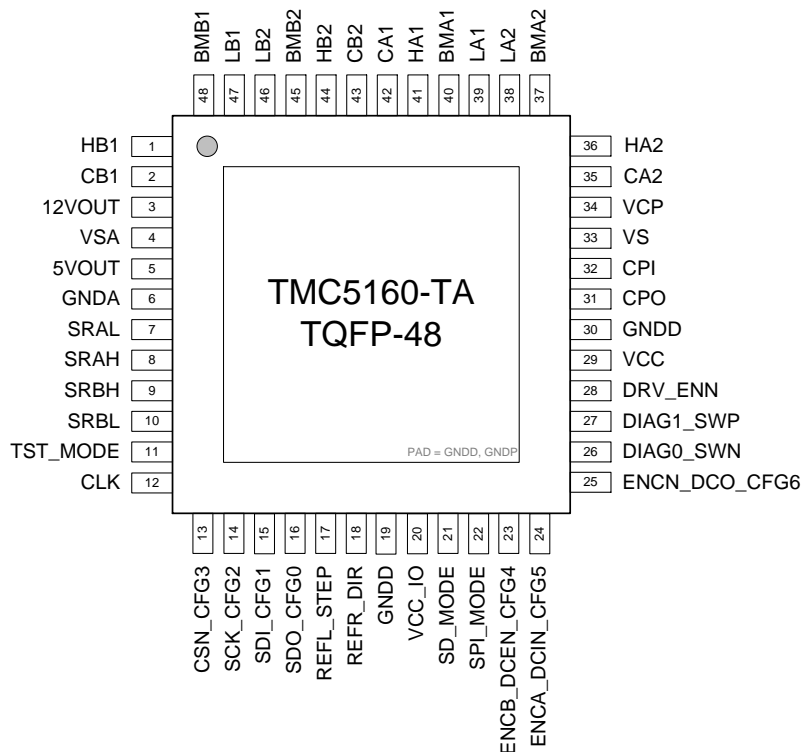 BMB1
LB1
LB2
BMB2
HB2
CB2
CA1
HA1
BMA1
LA1
LA2
BMA2
48
47
46
45
44
43
42
41
40
39
38
37
HB1 1
CB1 2
12VOUT 3
VSA 4
5VOUT 5
GNDA 6
SRAL 7
SRAH 8
SRBH 9
SRBL 10
TST_MODE 11
CLK 12
TMC5160-TA
TQFP-48
PAD = GNDD, GNDP
36 HA2
35 CA2
34 VCP
33 VS
32 CPI
31 CPO
30 GNDD
29 VCC
28 DRV_ENN
27 DIAG1_SWP
26 DIAG0_SWN
25 ENCN_DCO_CFG6
13
14
15
16
17
18
19
20
21
22
23
24
CSN_CFG3
SCK_CFG2
SDI_CFG1
SDO_CFG0
REFL_STEP
REFR_DIR
GNDD
VCC_IO
SD_MODE
SPI_MODE
ENCB_DCEN_CFG4
ENCA_DCIN_CFG5